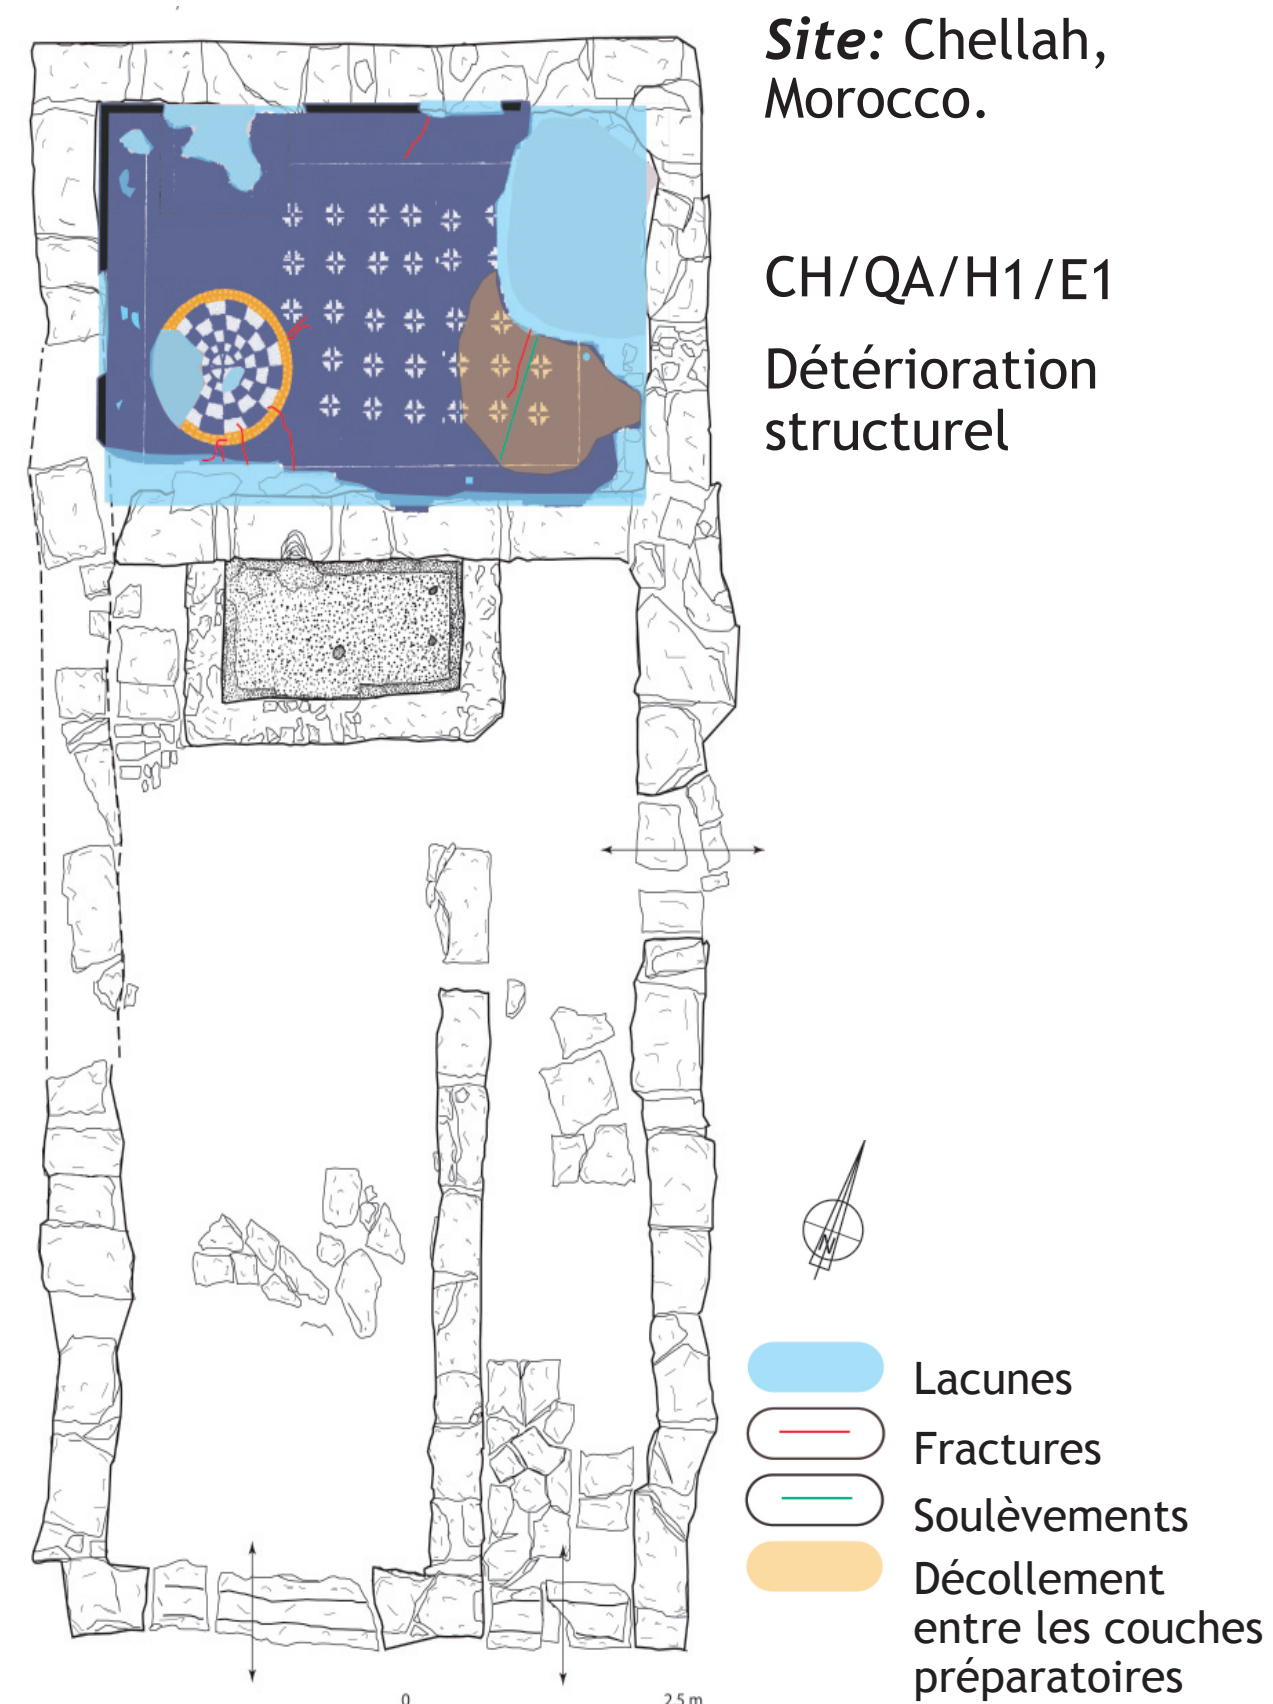 Site: Chellah,
Morocco.
CH/QA/H1/E1
Détérioration
structurel
N
Lacunes
Fractures
Soulèvements
Décollement
entre les couches
préparatoires
0 2.5 m